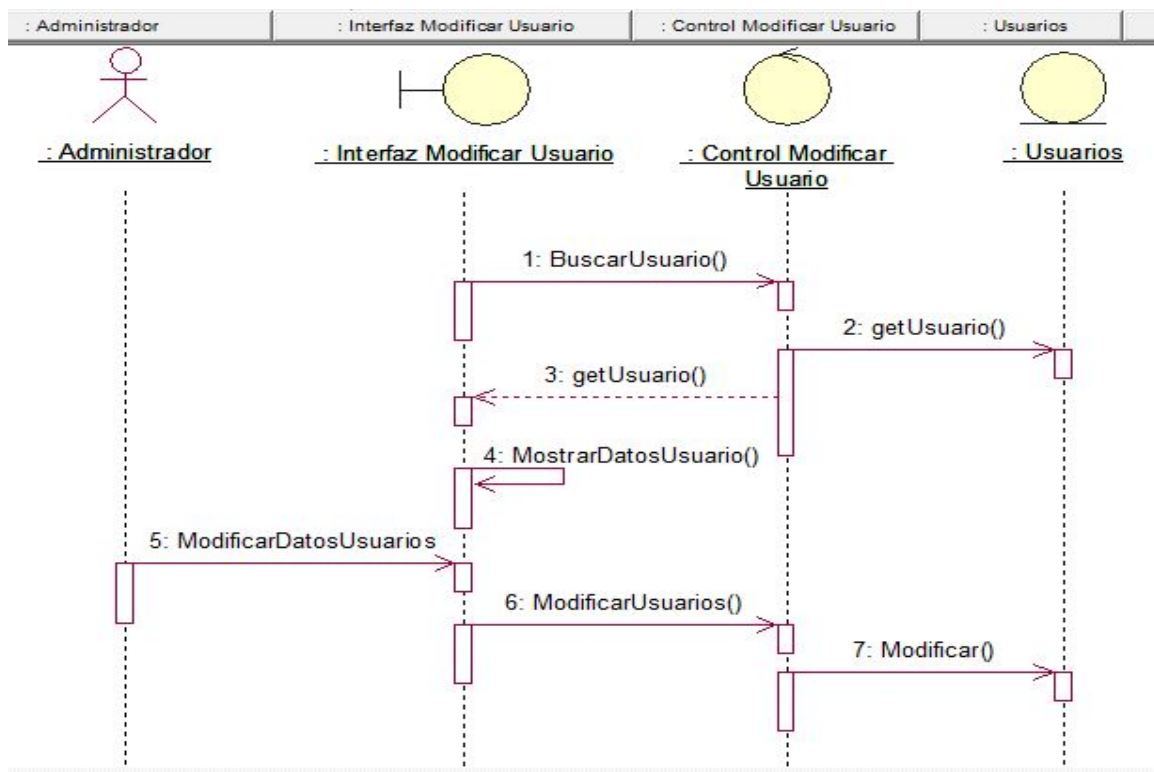 : Administrador
: Interfaz Modificar Usuario
: Control Modificar Usuario
: Usuarios
: Administrador
: Interfaz Modificar Usuario
: Control Modificar
Usuario
: Usuarios
1: BuscarUsuario()
2: getUsuario()
3: getUsuario()
4: MostrarDatosUsuario()
5: ModificarDatosUsuarios
6: ModificarUsuarios()
7: Modificar()